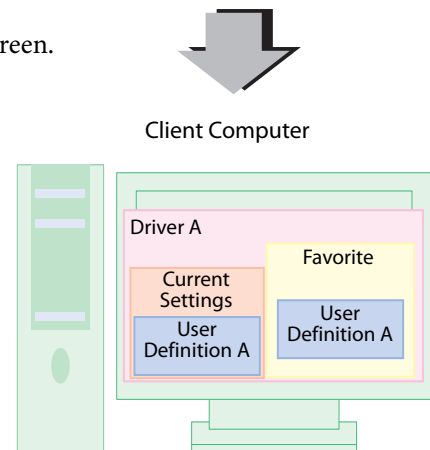 reen.
Client Computer
Driver A
Current
Settings
User
Definition A
Favorite
User
Definition A